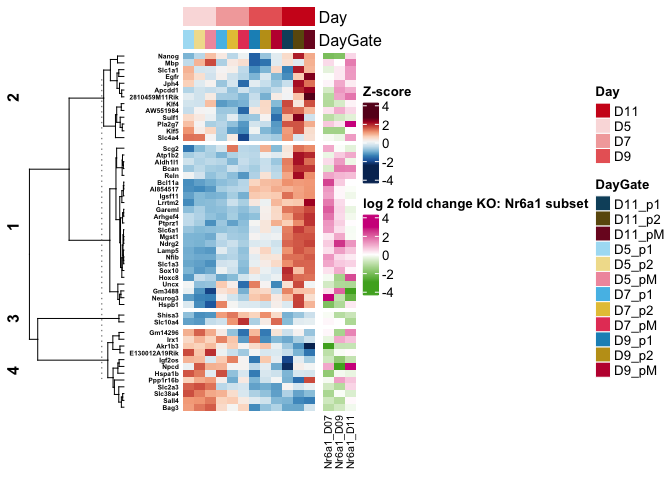 Day
DayGate
2
1
3
4
Nanog
Mbp
Slc1a1
Egfr
Jph4
Apcdd1
2810459M11Rik
Klf4
AW551984
Sulf1
Pla2g7
Klf5
Slc4a4
Scg2
Atp1b2
Aldh1l1
Bcan
Reln
Bcl11a
AI854517
Igsf11
Lrrtm2
Gareml
Arhgef4
Ptprz1
Slc6a1
Mgst1
Ndrg2
Lamp5
Nfib
Slc1a3
Sox10
Hoxc8
Uncx
Gm3488
Neurog3
Hspb1
Shisa3
Slc10a4
Gm14296
Irx1
Akr1b3
E130012A19Rik
Igf2os
Npcd
Hspa1b
Ppp1r16b
Slc2a3
Slc38a4
Sall4
Bag3
Nr6a1_D07
Nr6a1_D09
Nr6a1_D11
Z-score
4
2
0
-2
-4
log 2 fold change KO: Nr6a1 subset
4
2
0
-2
-4
Day
D11
D5
D7
D9
DayGate
D11_p1
D11_p2
D11_pM
D5_p1
D5_p2
D5_pM
D7_p1
D7_p2
D7_pM
D9_p1
D9_p2
D9_pM